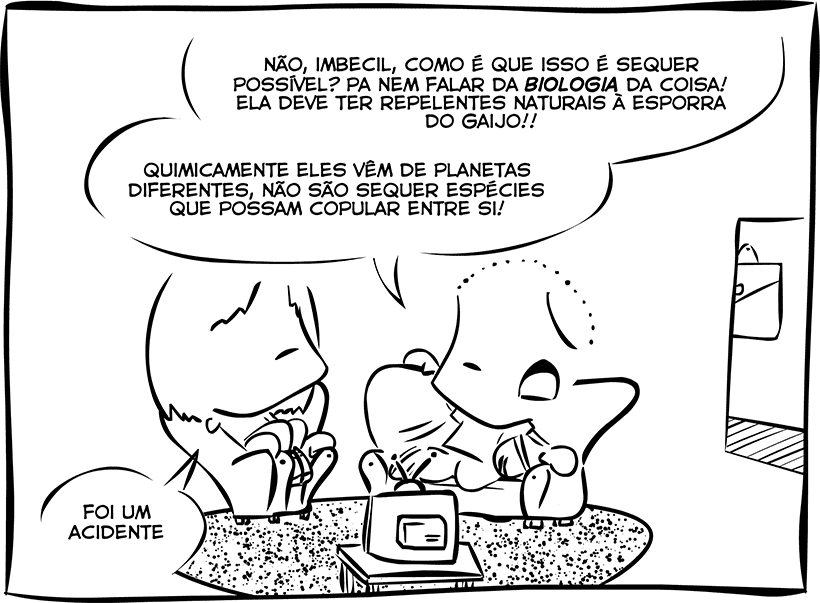 NÃO, IMBECIL, COMO É QUE ISSO É SEQUER
POSSÍVEL? PA NEM FALAR DA BIOLOGIA DA COISA!
ELA DEVE TER REPELENTES NATURAIS À ESPORRA
DO GAIJO!!
QUIMICAMENTE ELES VÊM DE PLANETAS
DIFERENTES, NÃO SÃO SEQUER ESPÉCIES
QUE POSSAM COPULAR ENTRE SI!
FOI UM
ACIDENTE